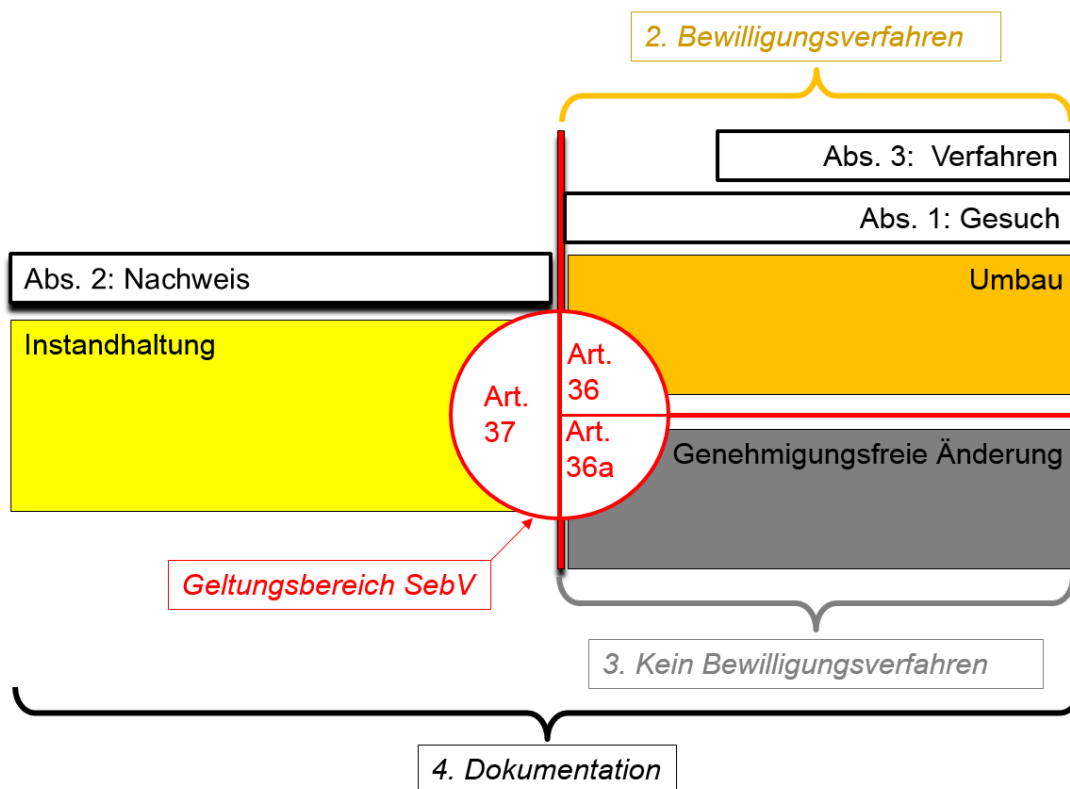 2. Bewilligungsverfahren
Abs. 3:  Verfahren
Abs. 1: Gesuch
Abs. 2: Nachweis
Umbau
Instandhaltung
Art.
36
Art.
37
Art.
36a
Genehmigungsfreie Änderung
Geltungsbereich SebV
3. Kein Bewilligungsverfahren
4. Dokumentation